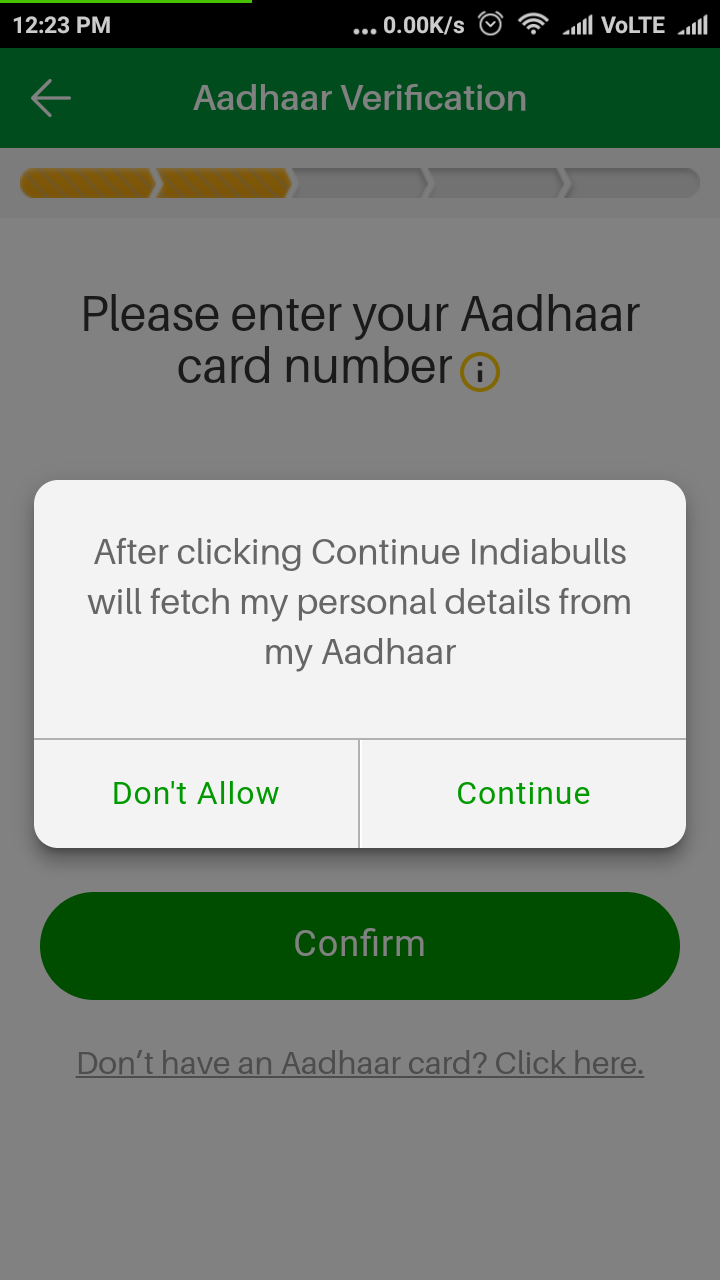 12:23 PM ... 0.00K/s VoLTE
Aadhaar Verification
Please enter your Aadhaar
card number i
After clicking Continue Indiabulls
will fetch my personal details from
my Aadhaar
Don't Allow Continue
Confirm
Don’t have an Aadhaar card? Click here.